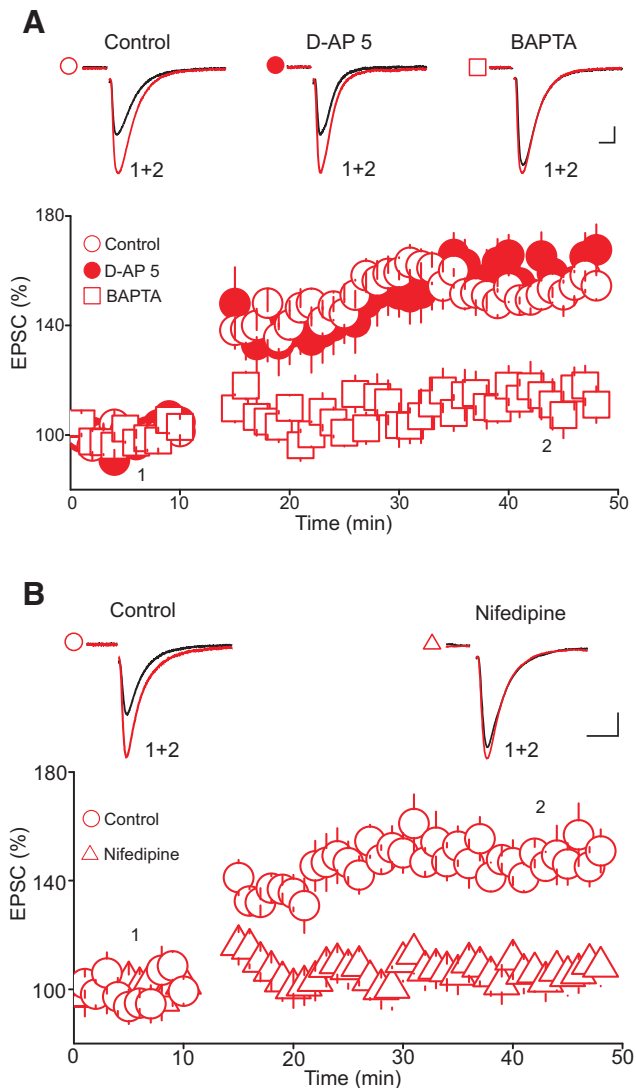 A
Control
D-AP 5
BAPTA
1+2
1+2
1+2
180
140
100
EPSC (%)
Control
D-AP 5
BAPTA
1
2
0
10
20
30
40
50
Time (min)
B
Control
Nifedipine
1+2
1+2
180
140
100
EPSC (%)
Control
Nifedipine
1
2
0
10
20
30
40
50
Time (min)